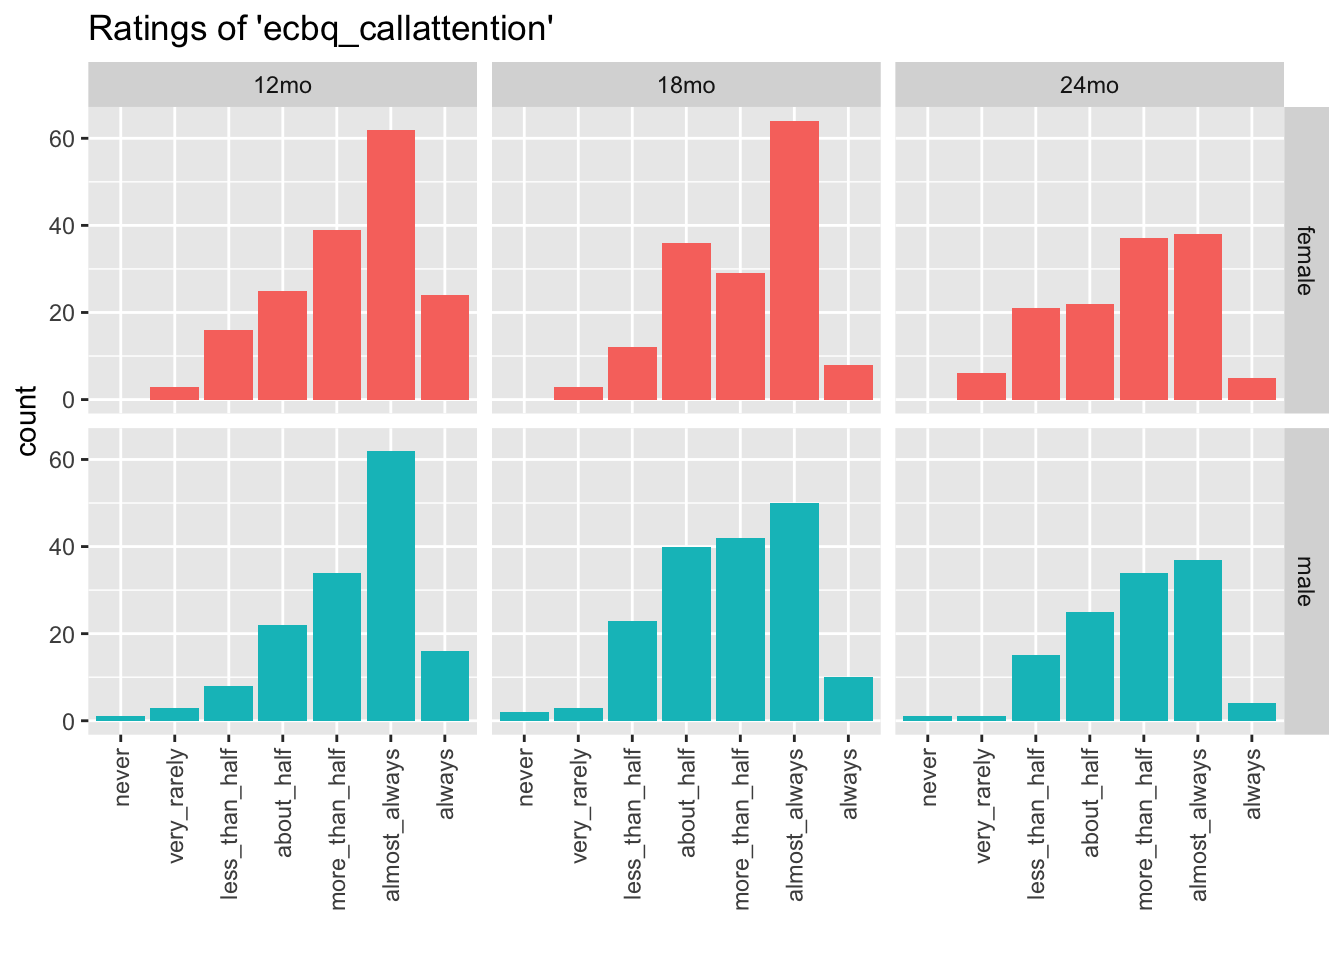 Ratings of 'ecbq_callattention'
12mo 18mo 24mo
60
40
20
0
female
count
60
40
20
0
male
never very_rarely less_than_half about_half more_than_half almost_always always never very_rarely less_than_half about_half more_than_half almost_always always never very_rarely less_than_half about_half more_than_half almost_always always